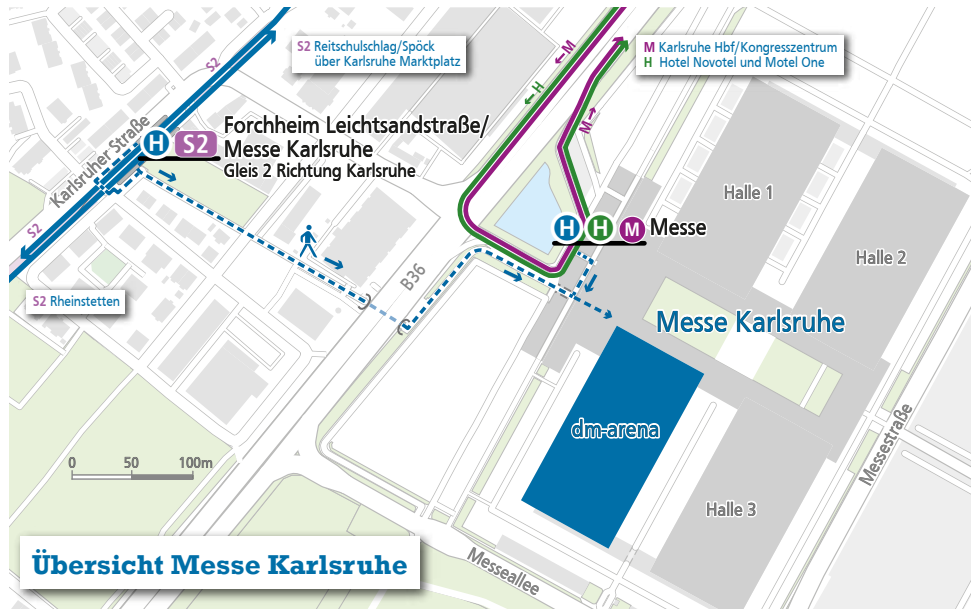 S2
S2 Reitschulschlag/Spöck
über Karlsruhe Marktplatz
←M
←H
M→
M Karlsruhe Hbf/Kongresszentrum
H Hotel Novotel und Motel One
Karlsruher Straße
H S2
Forchheim Leichtsandstraße/
Messe Karlsruhe
Gleis 2 Richtung Karlsruhe
S2
S2 Rheinstetten
B36
H H M Messe
Halle 1
Halle 2
Messe Karlsruhe
dm-arena
Halle 3
Messestraße
Messeallee
0 50 100m
Übersicht Messe Karlsruhe